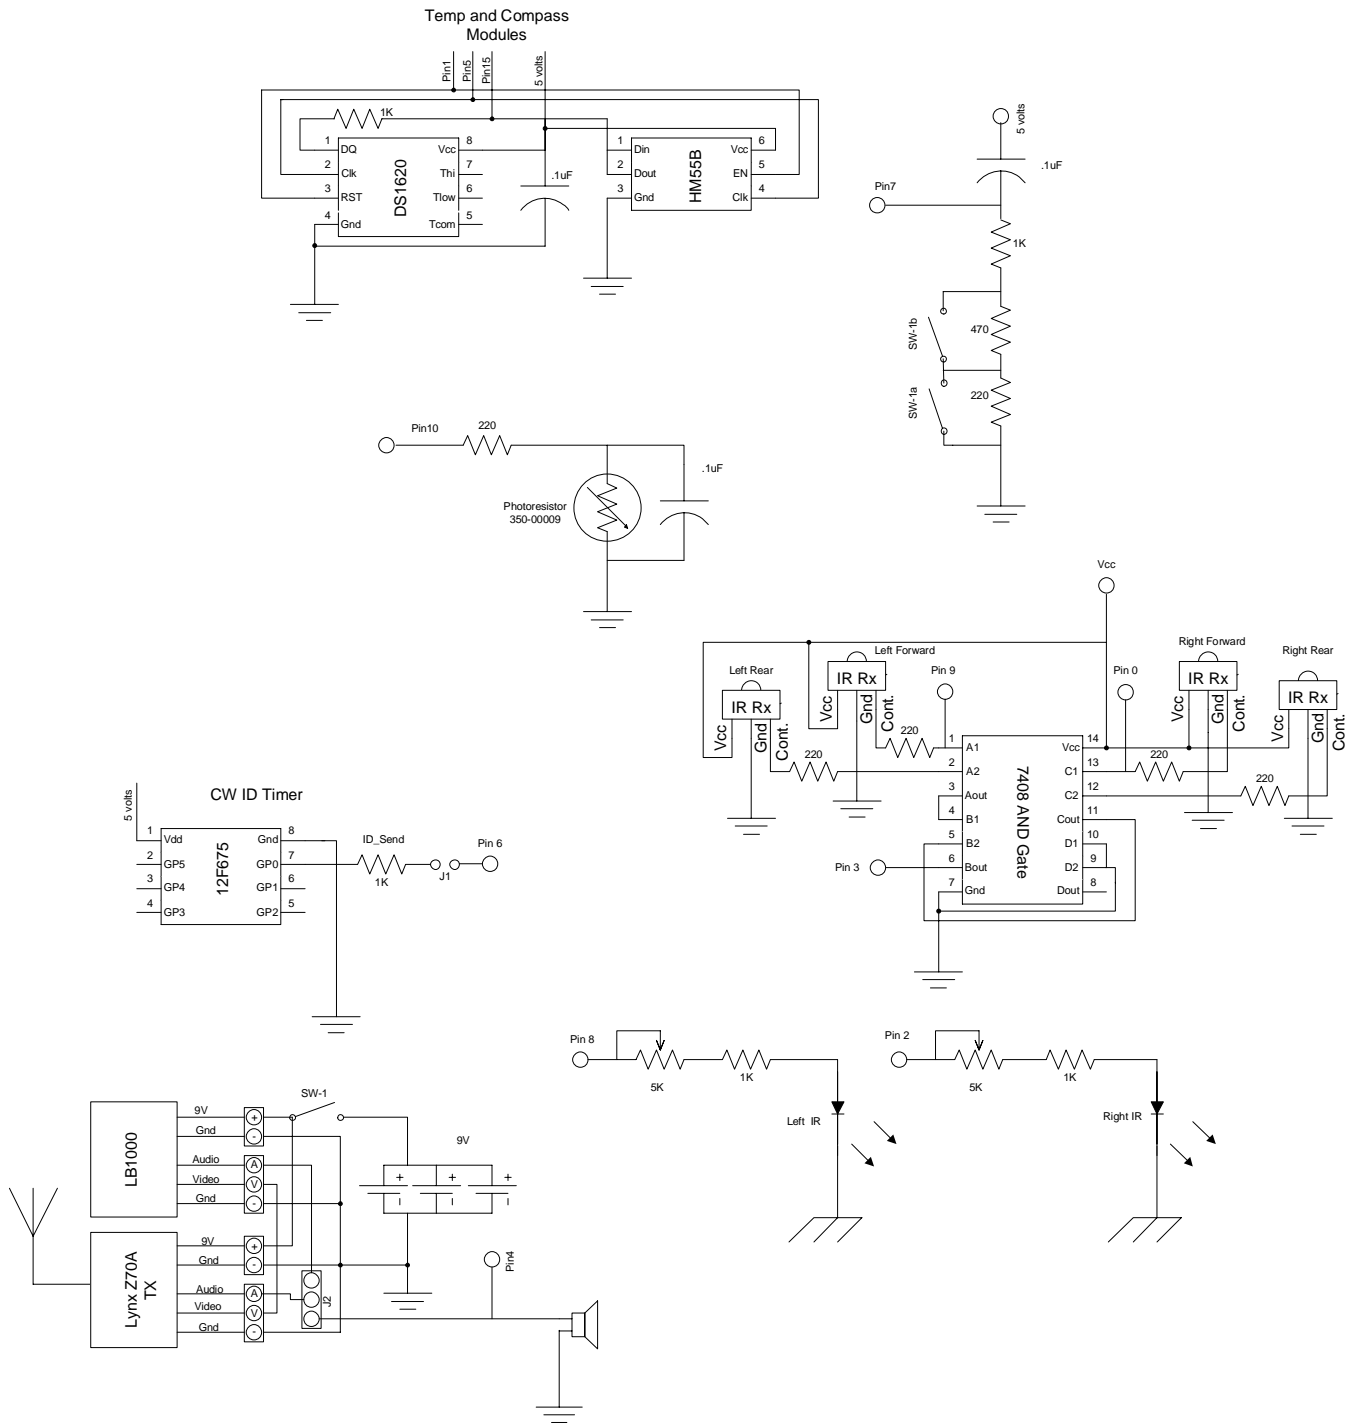 Temp and Compass
Modules
Pin1
Pin5
Pin15
5 volts
1K
1 DQ
2 Clk
3 RST
4 Gnd
DS1620
Vcc 8
Thi 7
Tlow 6
Tcom 5
.1uF
1 Din
2 Dout
3 Gnd
HM55B
Vcc 6
EN 5
Clk 4
5 volts
.1uF
Pin7
1K
SW-1b
470
SW-1a
220
Pin10
220
.1uF
Photoresistor
350-00009
Vcc
Left Rear
IR Rx
Vcc
Gnd
Cont.
Left Forward
IR Rx
Vcc
Gnd
Cont.
Pin 9
Pin 0
Right Forward
IR Rx
Vcc
Gnd
Cont.
Right Rear
IR Rx
Vcc
Gnd
Cont.
220
220
220
220
1 A1
2 A2
3 Aout
4 B1
5 B2
6 Bout
7 Gnd
7408 AND Gate
Vcc 14
C1 13
C2 12
Cout 11
D1 10
D2 9
Dout 8
Pin 3
CW ID Timer
5 volts
1 Vdd
2 GP5
3 GP4
4 GP3
12F675
Gnd 8
GP0 7
GP1 6
GP2 5
ID_Send
1K
J1
Pin 6
Pin 8
5K
1K
Left IR
Pin 2
5K
1K
Right IR
LB1000
9V +
Gnd -
Audio A
Video V
Gnd -
SW-1
9V
+ + +
- - -
Lynx Z70A
TX
9V +
Gnd -
Audio A
Video V
Gnd -
J2
Pin4